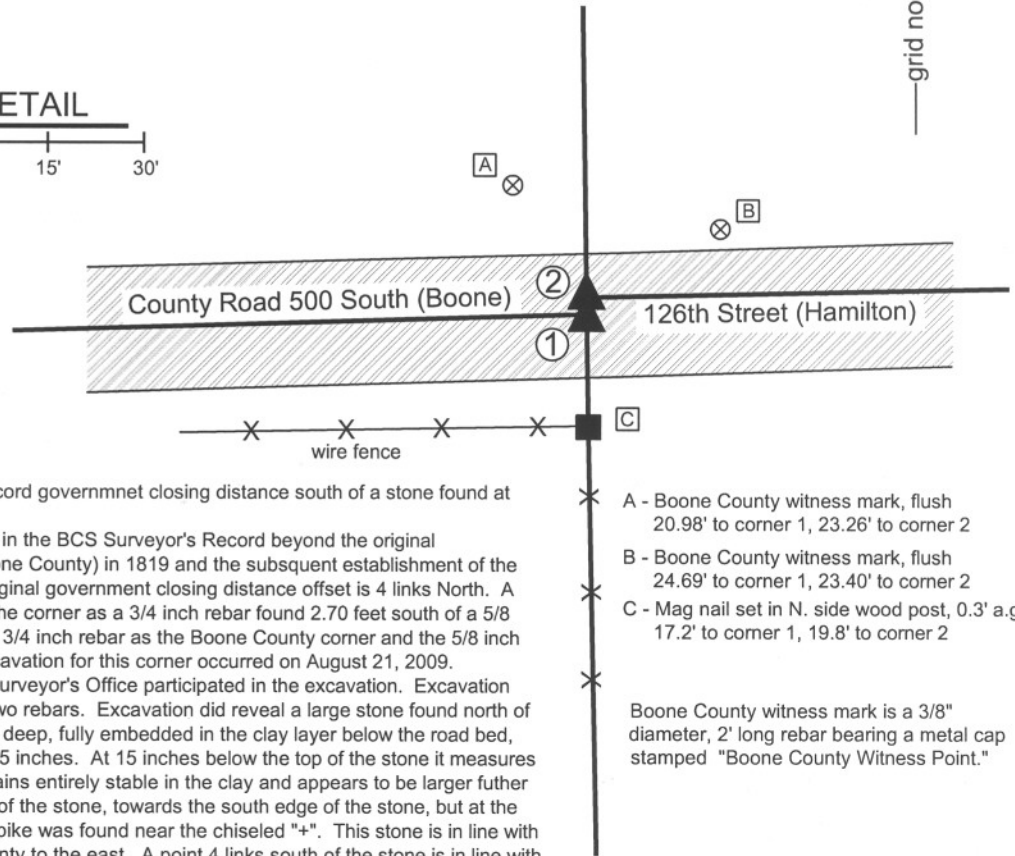 grid no
ETAIL
15' 30'
A
B
2
County Road 500 South (Boone)
126th Street (Hamilton)
1
C
X X X X
wire fence
cord governmnet closing distance south of a stone found at
in the BCS Surveyor's Record beyond the original
ne County) in 1819 and the subsquent establishment of the
ginal government closing distance offset is 4 links North. A
he corner as a 3/4 inch rebar found 2.70 feet south of a 5/8
3/4 inch rebar as the Boone County corner and the 5/8 inch
avation for this corner occurred on August 21, 2009.
urveyor's Office participated in the excavation. Excavation
wo rebars. Excavation did reveal a large stone found north of
deep, fully embedded in the clay layer below the road bed,
5 inches. At 15 inches below the top of the stone it measures
ains entirely stable in the clay and appears to be larger futher
of the stone, towards the south edge of the stone, but at the
pike was found near the chiseled "+". This stone is in line with
nty to the east. A point 4 links south of the stone is in line with
A - Boone County witness mark, flush
20.98' to corner 1, 23.26' to corner 2
B - Boone County witness mark, flush
24.69' to corner 1, 23.40' to corner 2
C - Mag nail set in N. side wood post, 0.3' a.g
17.2' to corner 1, 19.8' to corner 2
Boone County witness mark is a 3/8"
diameter, 2' long rebar bearing a metal cap
stamped "Boone County Witness Point."